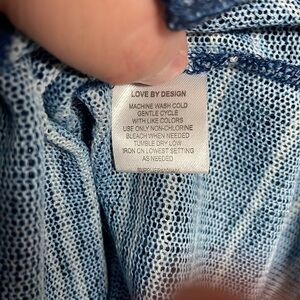 LOVE BY DESIGN
MACHINE WASH COLD
GENTLE CYCLE
WITH LIKE COLORS
USE ONLY NON-CHLORINE
BLEACH WHEN NEEDED
TUMBLE DRY LOW
IRON ON LOWEST SETTING
AS NEEDED